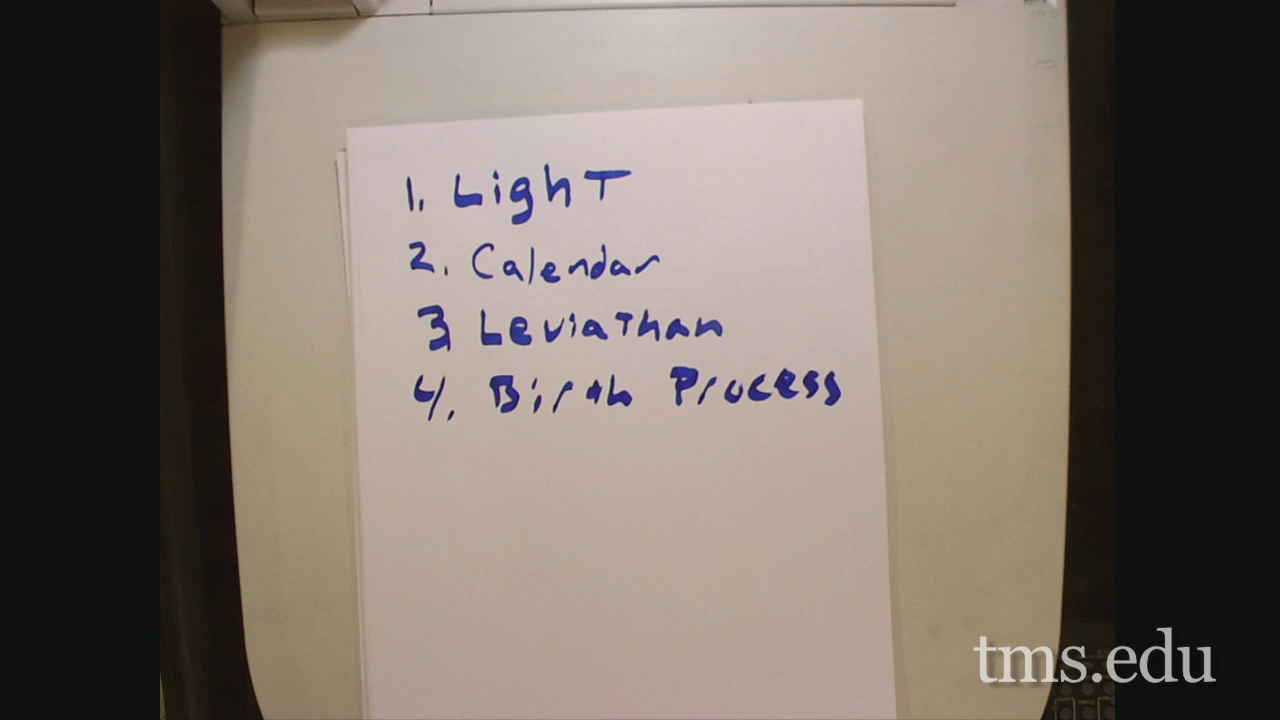 1. Light
2. Calendar
3 Leviathan
4. Birth Process
tms.edu